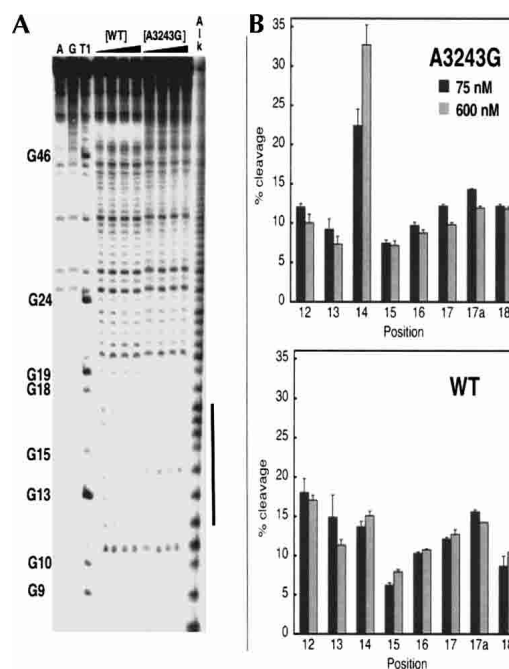 A
A G T1 [WT] [A3243G] A l k
G46
G24
G19
G18
G15
G13
G10
G9
B
A3243G
75 nM
600 nM
% cleavage
35
30
25
20
15
10
5
0
12 13 14 15 16 17 17a 18
Position
WT
% cleavage
35
30
25
20
15
10
5
0
12 13 14 15 16 17 17a 18
Position